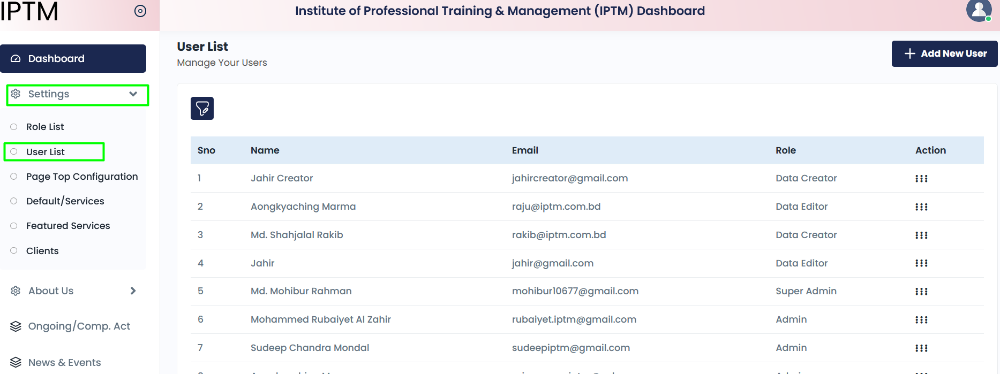 IPTM
Institute of Professional Training & Management (IPTM) Dashboard
Dashboard
Settings
Role List
User List
Page Top Configuration
Default/Services
Featured Services
Clients
About Us
Ongoing/Comp. Act
News & Events
User List
Manage Your Users
Add New User
Sno Name Email Role Action
1 Jahir Creator jahircreator@gmail.com Data Creator
2 Aongkyaching Marma raju@iptm.com.bd Data Editor
3 Md. Shahjalal Rakib rakib@iptm.com.bd Data Creator
4 Jahir jahir@gmail.com Data Editor
5 Md. Mohibur Rahman mohibur10677@gmail.com Super Admin
6 Mohammed Rubaiyet Al Zahir rubaiyet.iptm@gmail.com Admin
7 Sudeep Chandra Mondal sudeepiptm@gmail.com Admin